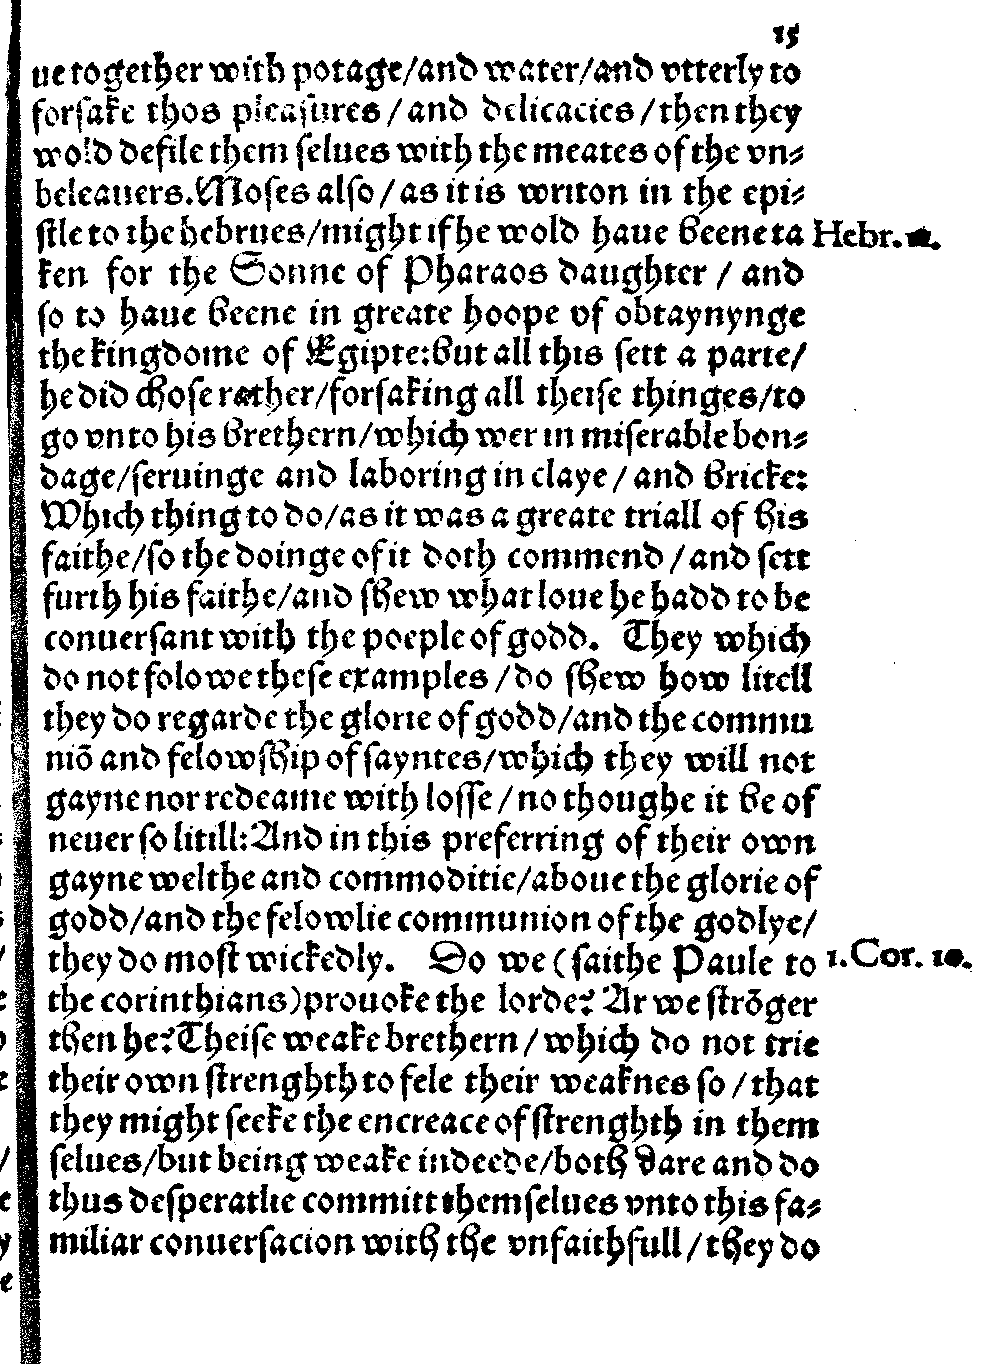 15
ue together with potage/and water/and vtterly to
forsake thos pleasures/and delicacies/then they
wold defile them selues with the meates of the vn⸗
beleauers. Moses also/as it is writon in the epi⸗
stle to the hebrues/might if he wold haue beene ta Hebr.
ken for the Sonne of Pharaos daughter/and
so to haue beene in greate hoope of obtaynynge
the kingdome of Egipte: but all this sett a parte/
he did chose rather/forsaking all theise thinges/to
go vnto his brethern/which wer in miserable bon⸗
dage/seruinge and laboring in claye/and bricke:
Which thing to do/as it was a greate triall of his
faithe/so the doinge of it doth commend/and sett
furth his faithe/and shew what loue he hadd to be
conuersant with the poeple of godd. They which
do not folowe these examples/do shew how litell
they do regarde the glorie of godd/and the commu
niō and felowship of sayntes/which they will not
gayne nor redeame with losse/no thoughe it be of
neuer so litill: And in this preferring of their own
gayne welthe and commoditie/aboue the glorie of
godd/and the felowlie communion of the godlye/
they do most wickedly. Do we (saithe Paule to 1. Cor. 10.
the corinthians) prouoke the lorde? Ar we strōger
then he? Theise weake brethern/which do not trie
their own strenghth to fele their weaknes so/that
they might seeke the encreace of strenghth in them
selues/but being weake indeede/both dare and do
thus desperatlie committ themselues vnto this fa⸗
miliar conuersacion with the vnfaithfull/they do